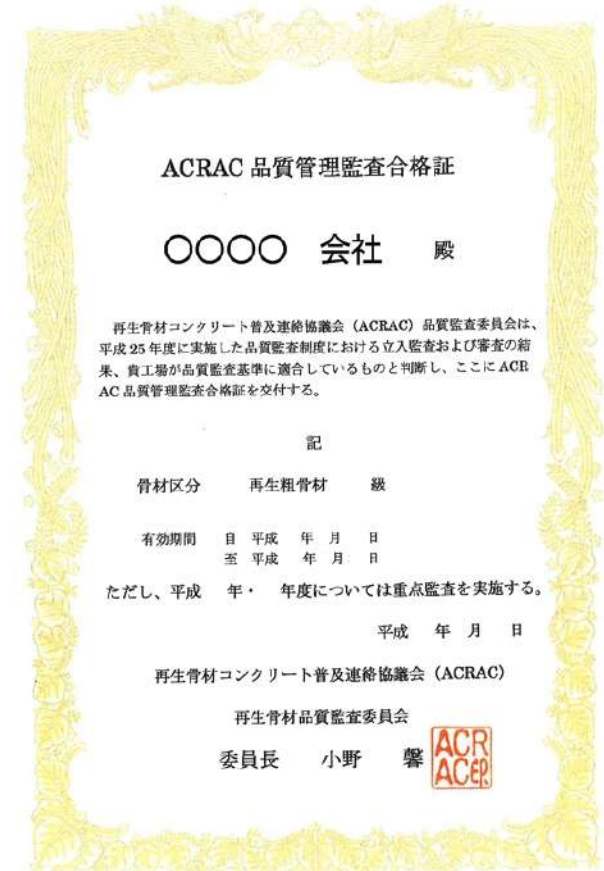 ACRAC 品質管理監査合格証
〇〇〇〇 会社 殿
再生骨材コンクリート普及連絡協議会（ACRAC）品質監査委員会は、
平成 25 年度に実施した品質監査制度における立入監査および審査の結
果、貴工場が品質監査基準に適合しているものと判断し、ここに ACR
AC 品質管理監査合格証を交付する。
記
骨材区分 再生粗骨材 級
有効期間 自 平成 年 月 日
至 平成 年 月 日
ただし、平成 年・ 年度については重点監査を実施する。
平成 年 月 日
再生骨材コンクリート普及連絡協議会（ACRAC）
再生骨材品質監査委員会
委員長 小野 馨
ACR
AC印